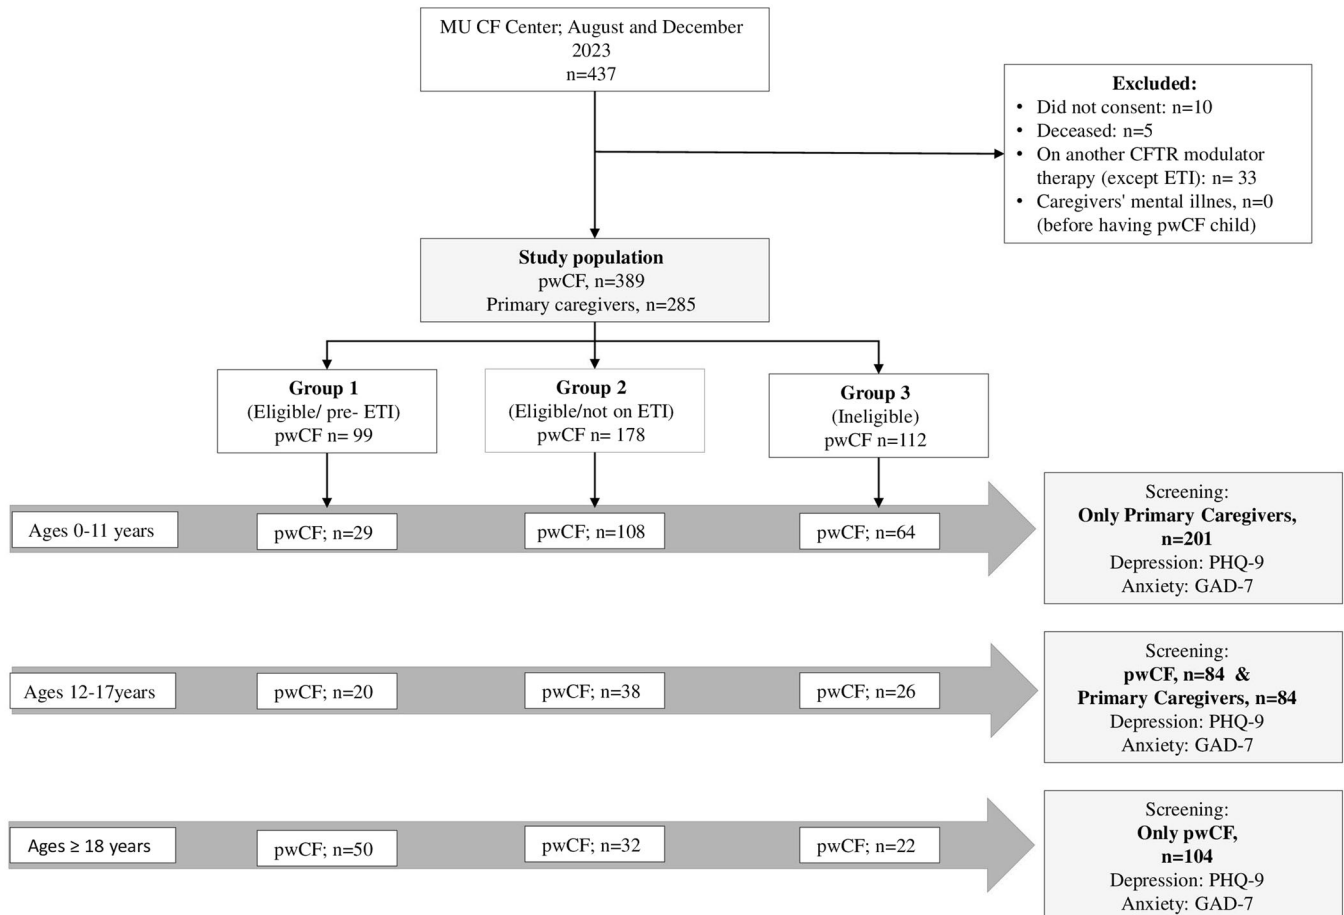 MU CF Center; August and December
2023
n=437
Excluded:
• Did not consent: n=10
• Deceased: n=5
• On another CFTR modulator
therapy (except ETI): n= 33
• Caregivers' mental illnes, n=0
(before having pwCF child)
Study population
pwCF, n=389
Primary caregivers, n=285
Group 1
(Eligible/ pre- ETI)
pwCF n= 99
Group 2
(Eligible/not on ETI)
pwCF n= 178
Group 3
(Ineligible)
pwCF n=112
Ages 0-11 years
pwCF; n=29
pwCF; n=108
pwCF; n=64
Screening:
Only Primary Caregivers,
n=201
Depression: PHQ-9
Anxiety: GAD-7
Ages 12-17years
pwCF; n=20
pwCF; n=38
pwCF; n=26
Screening:
pwCF, n=84 &
Primary Caregivers, n=84
Depression: PHQ-9
Anxiety: GAD-7
Ages ≥ 18 years
pwCF; n=50
pwCF; n=32
pwCF; n=22
Screening:
Only pwCF,
n=104
Depression: PHQ-9
Anxiety: GAD-7